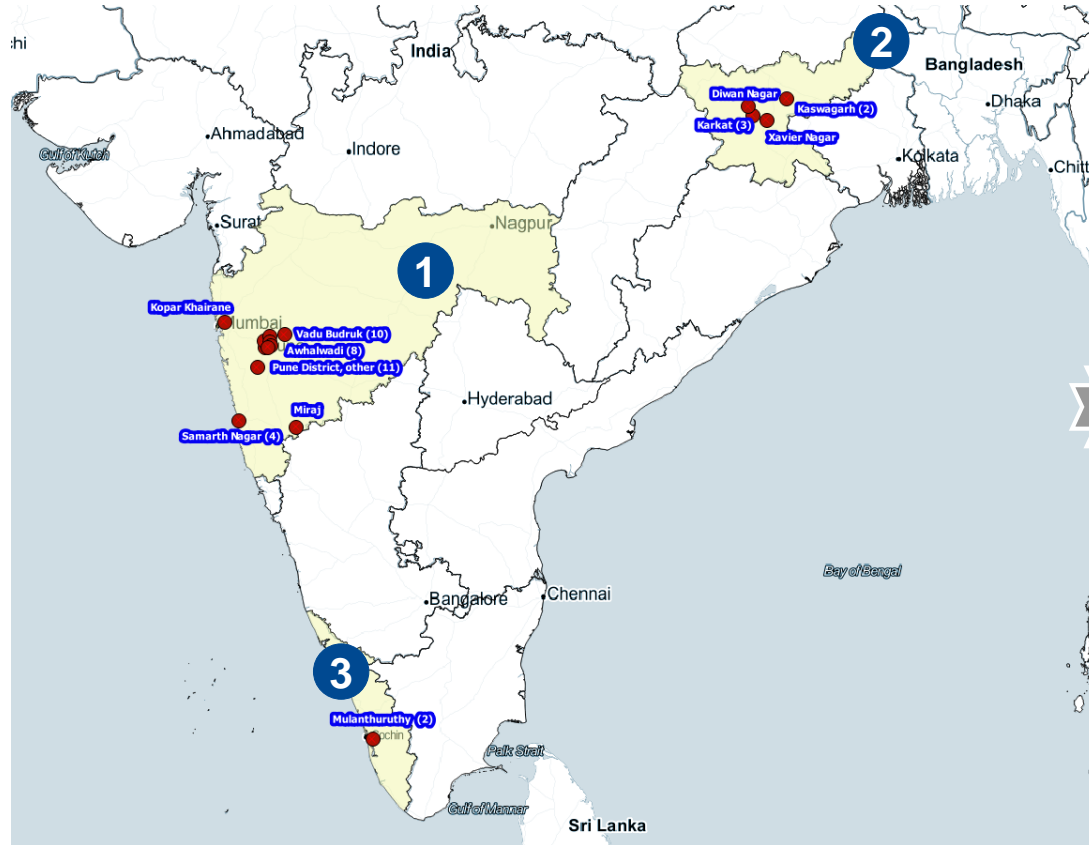 chi
India
2
Bangladesh
Diwan Nagar
Kaswagarh (2)
Dhaka
Karkat (3)
Xavier Nagar
Ahmadabad
Gulf of Kutch
Indore
Kolkata
Chitt
Surat
Nagpur
1
Kopar Khairane
Mumbai
Vadu Budruk (10)
Awhalwadi (8)
Pune District, other (11)
Hyderabad
Miraj
Samarth Nagar (4)
Bay of Bengal
Bangalore
Chennai
3
Mulanthuruthy (2)
Cochin
Palk Strait
Gulf of Mannar
Sri Lanka